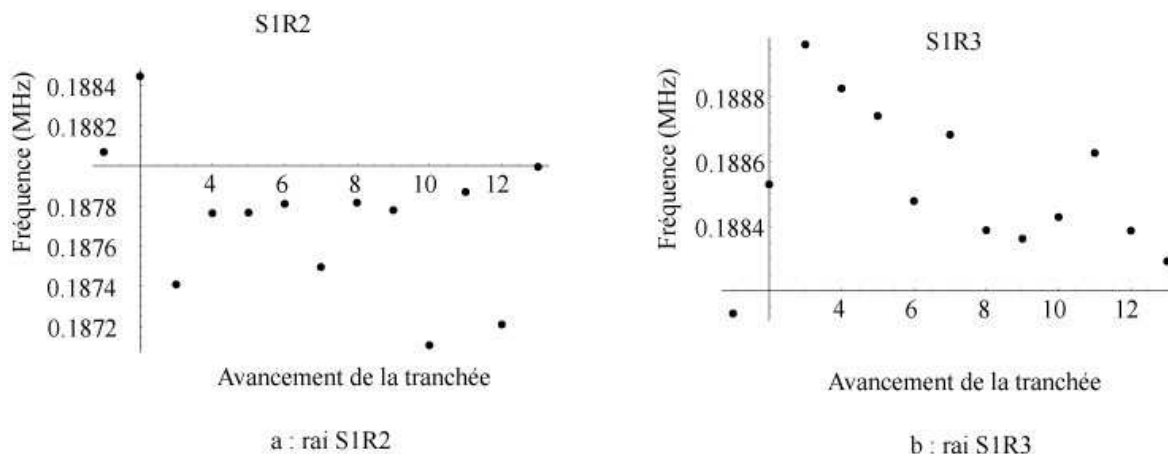 S1R2
Fréquence (MHz)
0.1884
0.1882
0.1878
0.1876
0.1874
0.1872
4 6 8 10 12
Avancement de la tranchée
a : rai S1R2
S1R3
Fréquence (MHz)
0.1888
0.1886
0.1884
4 6 8 10 12
Avancement de la tranchée
b : rai S1R3